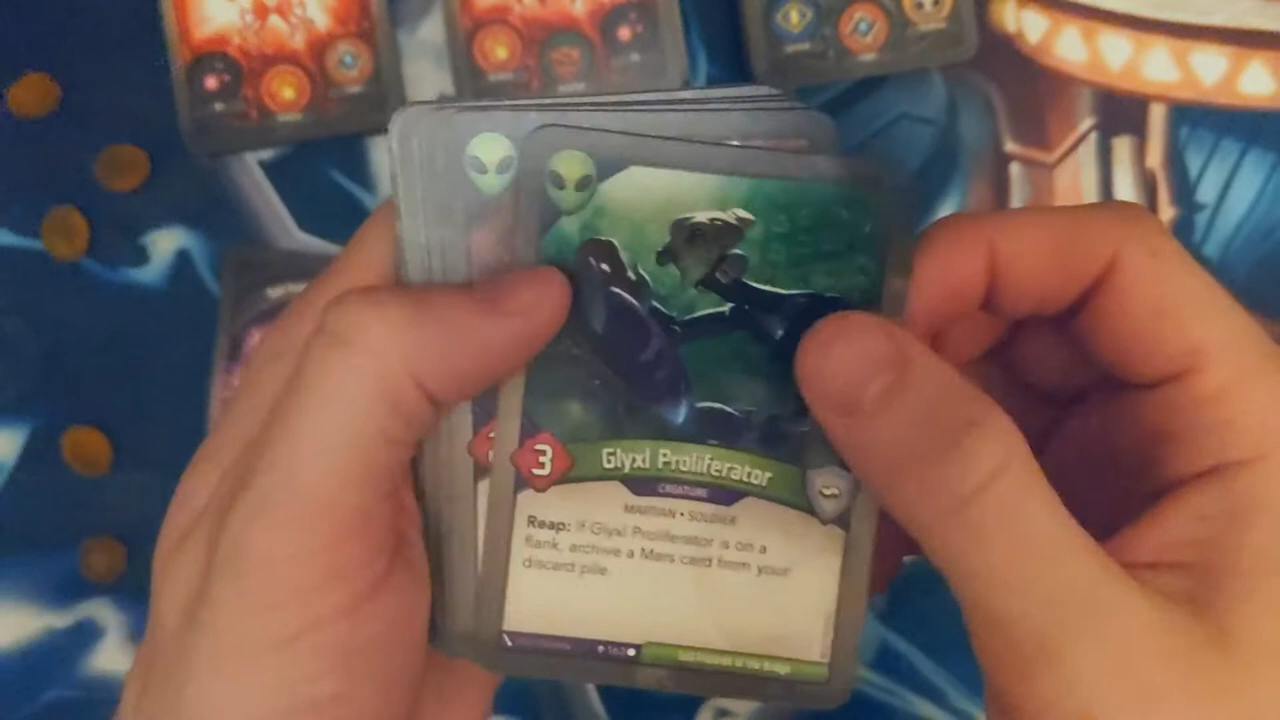 3
Glyxl Proliferator
CREATURE
MARTIAN • SOLDIER
Reap: If Glyxl Proliferator is on a
flank, archive a Mars card from your
discard pile.